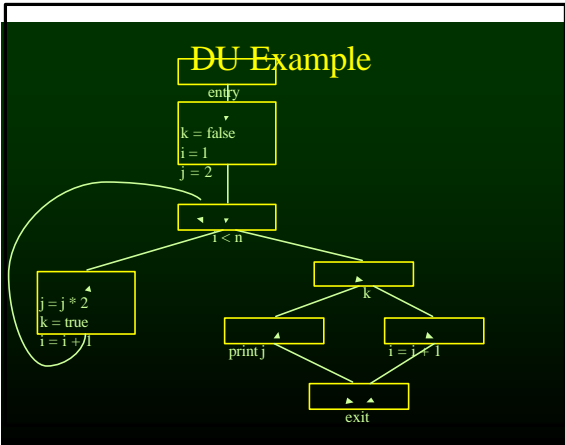 DU Example
entry
k = false
i = 1
j = 2
i < n
j = j * 2
k = true
i = i + 1
k
print j
i = i + 1
exit